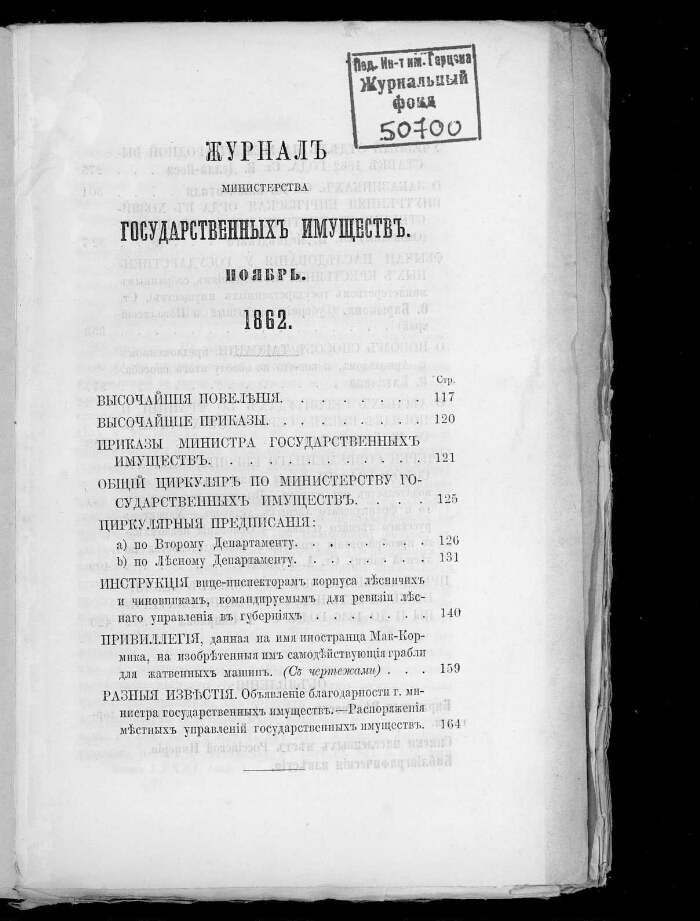 Пед. Ин-т им. Герцена
Журнальный
фонд
50700
ЖУРНАЛЪ
МИНИСТЕРСТВА
ГОСУДАРСТВЕННЫХЪ ИМУЩЕСТВЪ.
НОЯБРЬ.
1862.
Стр.
ВЫСОЧАЙШІЯ ПОВЕЛѢНІЯ. . . . . . . . 117
ВЫСОЧАЙШІЕ ПРИКАЗЫ. . . . . . . . . 120
ПРИКАЗЫ МИНИСТРА ГОСУДАРСТВЕННЫХЪ
ИМУЩЕСТВЪ. . . . . . . . . . . . 121
ОБЩІЙ ЦИРКУЛЯРЪ ПО МИНИСТЕРСТВУ ГО-
СУДАРСТВЕННЫХЪ ИМУЩЕСТВЪ. . . . 125
ЦИРКУЛЯРНЫЯ ПРЕДПИСАНІЯ:
а) по Второму Департаменту. . . . . . . . 126
b) по Лѣсному Департаменту. . . . . . . . 131
ИНСТРУКЦІЯ вице-инспекторамъ корпуса лѣсничихъ
и чиновникамъ, командируемымъ для ревизіи лѣс-
наго управленія въ губерніяхъ . . . . . . . 140
ПРИВИЛЛЕГІЯ, данная на имя иностранца Мак-Кор-
мика, на изобрѣтенныя имъ самодѣйствующія грабли
для жатвенныхъ машинъ. (Съ чертежами) . . . 159
РАЗНЫЯ ИЗВѢСТІЯ. Объявленіе благодарности г. ми-
нистра государственныхъ имуществъ.—Распоряженія
мѣстныхъ управленій государственныхъ имуществъ. 164